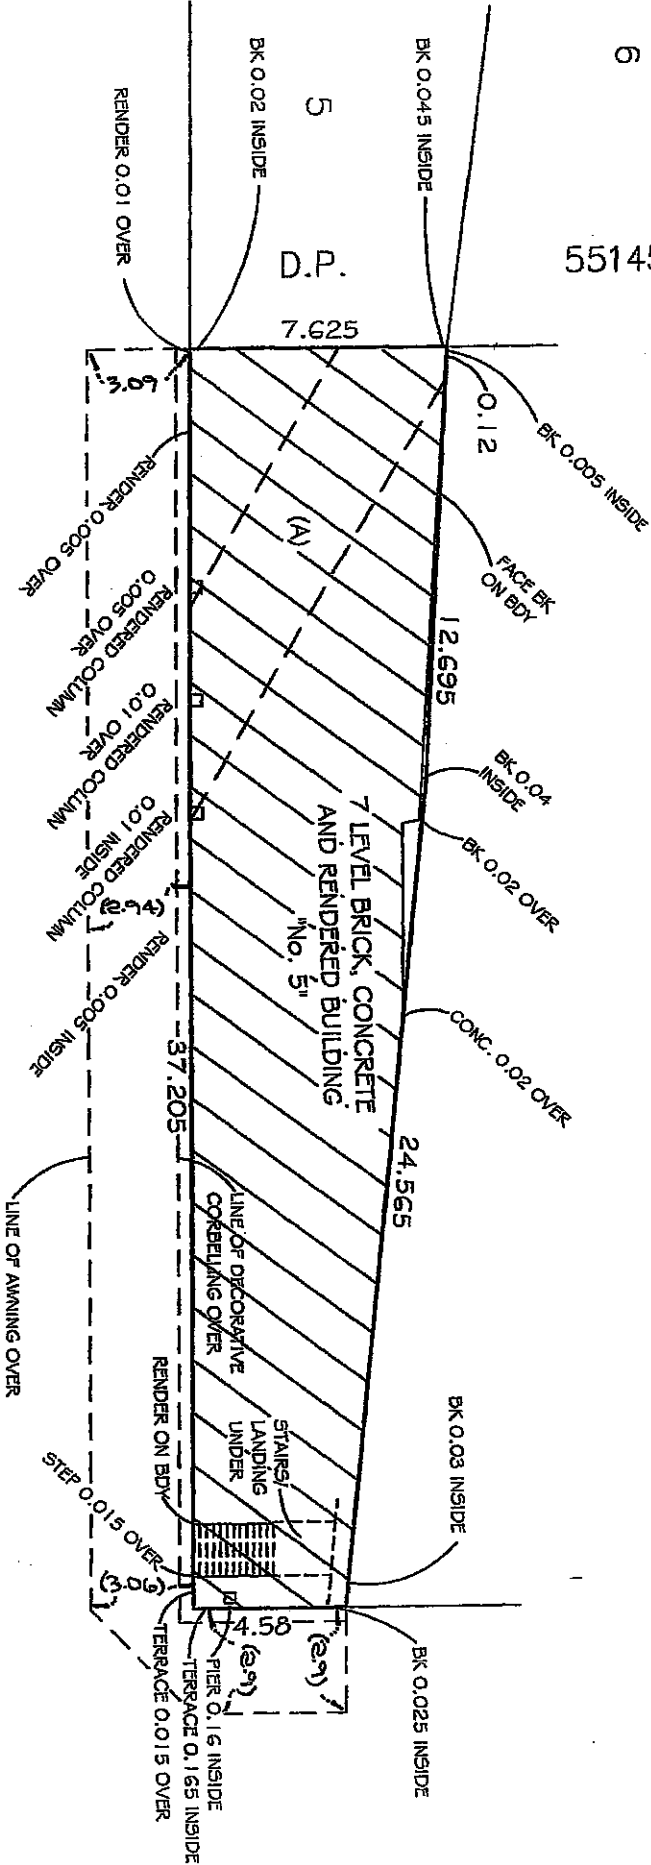 6
BK 0.045 INSIDE
5
BK 0.02 INSIDE
RENDER 0.01 OVER
D.P.
7.625
3.09
0.12
BK 0.005 INSIDE
FACE BK
ON BDY
12.695
BK 0.04
INSIDE
BK 0.02 OVER
CONC. 0.02 OVER
24.565
BK 0.03 INSIDE
BK 0.025 INSIDE
(A)
7 LEVEL BRICK, CONCRETE
AND RENDERED BUILDING
"No. 5"
RENDER 0.005 OVER
RENDERED COLUMN
0.005 OVER
RENDERED COLUMN
0.01 OVER
RENDERED COLUMN
0.01 INSIDE
(2.94)
RENDER 0.005 INSIDE
37.205
LINE OF DECORATIVE
CORBELLING OVER
LINE OF AWNING OVER
STAIRS/
LANDING
UNDER
RENDER ON BDY
STEP 0.015 OVER
(3.06)
4.58
(2.9)
(2.9)
PIER 0.16 INSIDE
TERRACE 0.165 INSIDE
TERRACE 0.015 OVER